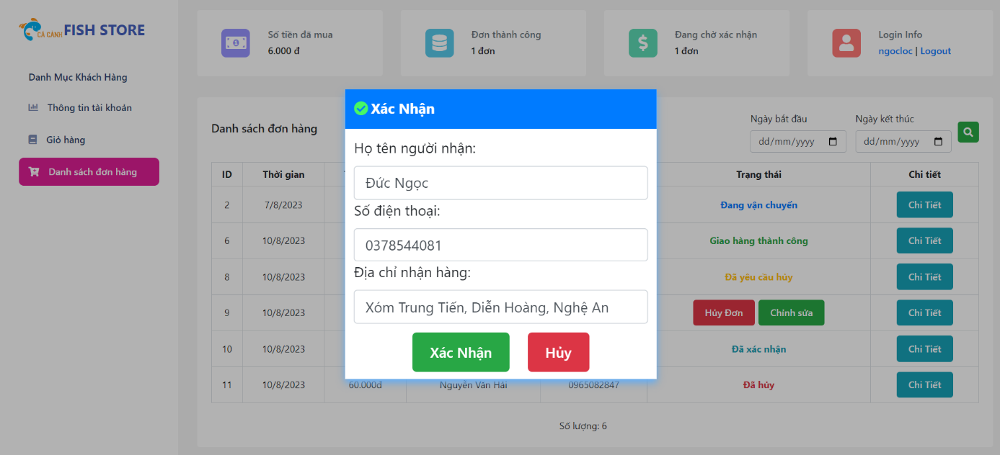 CÁ CẢNH FISH STORE
Danh Mục Khách Hàng
Thông tin tài khoản
Giỏ hàng
Danh sách đơn hàng
Số tiền đã mua
6.000 đ
Đơn thành công
1 đơn
Đang chờ xác nhận
1 đơn
Login Info
ngocloc | Logout
Danh sách đơn hàng
Ngày bắt đầu
dd/mm/yyyy
Ngày kết thúc
dd/mm/yyyy
ID Thời gian Trạng thái Chi tiết
2 7/8/2023 Đang vận chuyển Chi Tiết
6 10/8/2023 Giao hàng thành công Chi Tiết
8 10/8/2023 Đã yêu cầu hủy Chi Tiết
9 10/8/2023 Hủy Đơn Chỉnh sửa Chi Tiết
10 10/8/2023 Đã xác nhận Chi Tiết
11 10/8/2023 60.000đ Nguyễn Văn Hải 0965082847 Đã hủy Chi Tiết
Số lượng: 6
Xác Nhận
Họ tên người nhận:
Đức Ngọc
Số điện thoại:
0378544081
Địa chỉ nhận hàng:
Xóm Trung Tiến, Diễn Hoàng, Nghệ An
Xác Nhận
Hủy